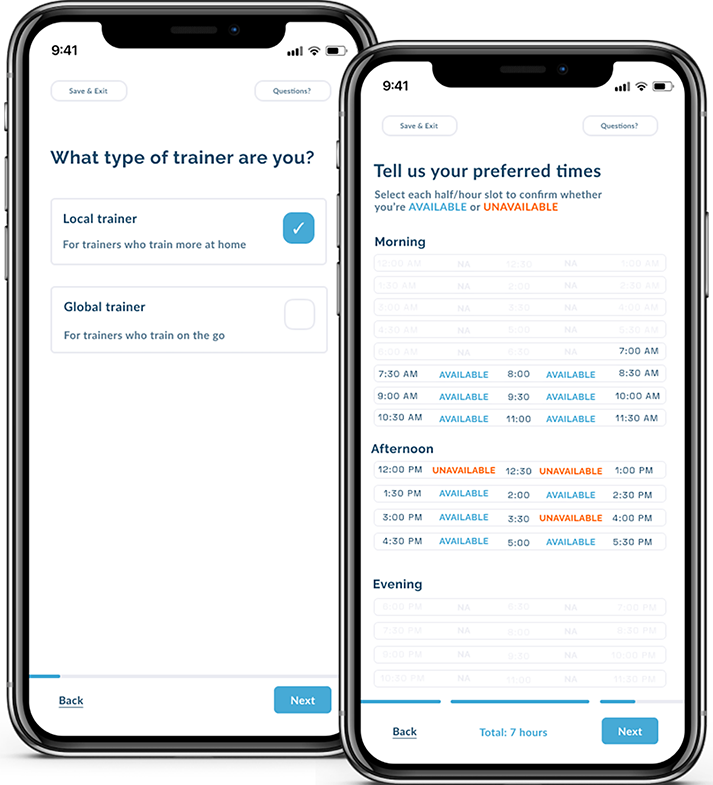 9:41
Save & Exit
Questions?
What type of trainer are you?
Local trainer
For trainers who train more at home
✓
Global trainer
For trainers who train on the go
Back
Next
9:41
Save & Exit
Questions?
Tell us your preferred times
Select each half/hour slot to confirm whether
you're AVAILABLE or UNAVAILABLE
Morning
12:00 AM NA 12:30 NA 1:00 AM
1:30 AM NA 2:00 NA 2:30 AM
3:00 AM NA 3:30 NA 4:00 AM
4:30 AM NA 5:00 NA 5:30 AM
6:00 AM NA 6:30 NA 7:00 AM
7:30 AM AVAILABLE 8:00 AVAILABLE 8:30 AM
9:00 AM AVAILABLE 9:30 AVAILABLE 10:00 AM
10:30 AM AVAILABLE 11:00 AVAILABLE 11:30 AM
Afternoon
12:00 PM UNAVAILABLE 12:30 UNAVAILABLE 1:00 PM
1:30 PM AVAILABLE 2:00 AVAILABLE 2:30 PM
3:00 PM AVAILABLE 3:30 UNAVAILABLE 4:00 PM
4:30 PM AVAILABLE 5:00 AVAILABLE 5:30 PM
Evening
6:00 PM NA 6:30 NA 7:00 PM
7:30 PM NA 8:00 NA 8:30 PM
9:00 PM NA 9:30 NA 10:00 PM
10:30 PM NA 11:00 NA 11:30 PM
Back
Total: 7 hours
Next